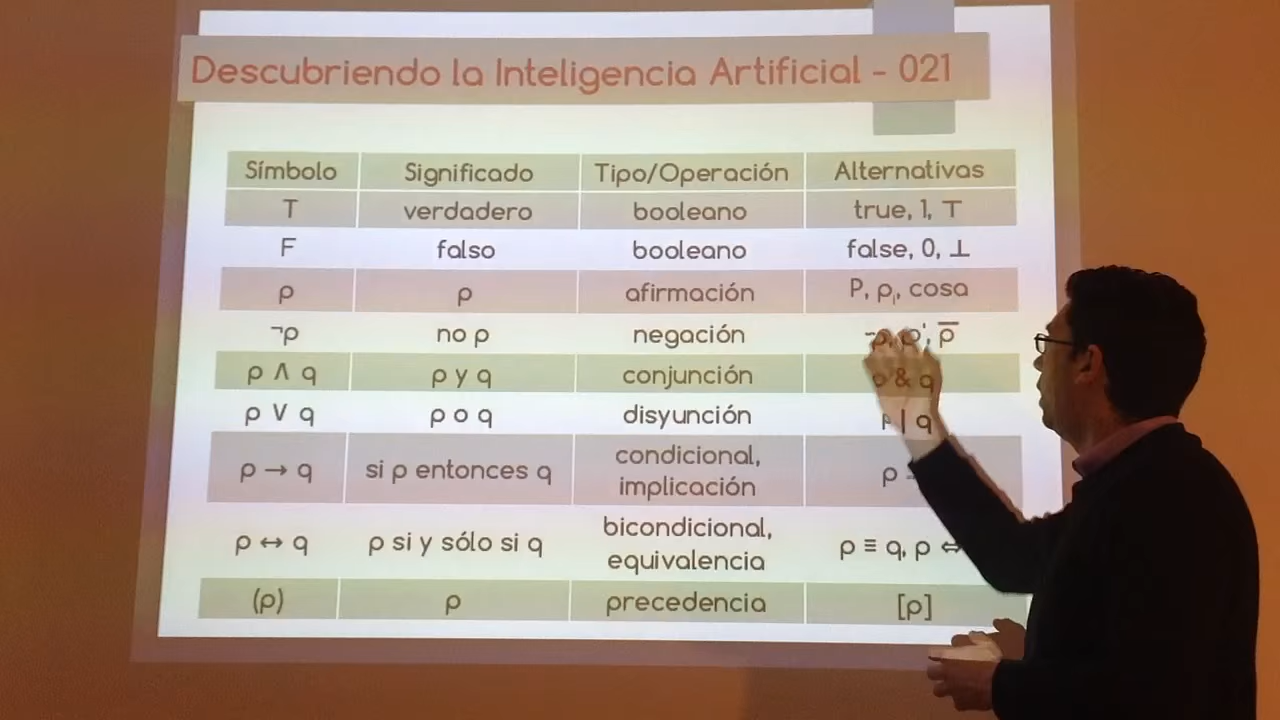 Descubriendo la Inteligencia Artificial - 021
Símbolo Significado Tipo/Operación Alternativas
T verdadero booleano true, 1, ⊤
F falso booleano false, 0, ⊥
p p afirmación P, pᵢ, cosa
¬p no p negación ~p, p', p̅
p ∧ q p y q conjunción p & q
p ∨ q p o q disyunción p | q
p → q si p entonces q condicional, implicación p
p ↔ q p si y sólo si q bicondicional, equivalencia p ≡ q, p ⇔
(p) p precedencia [p]